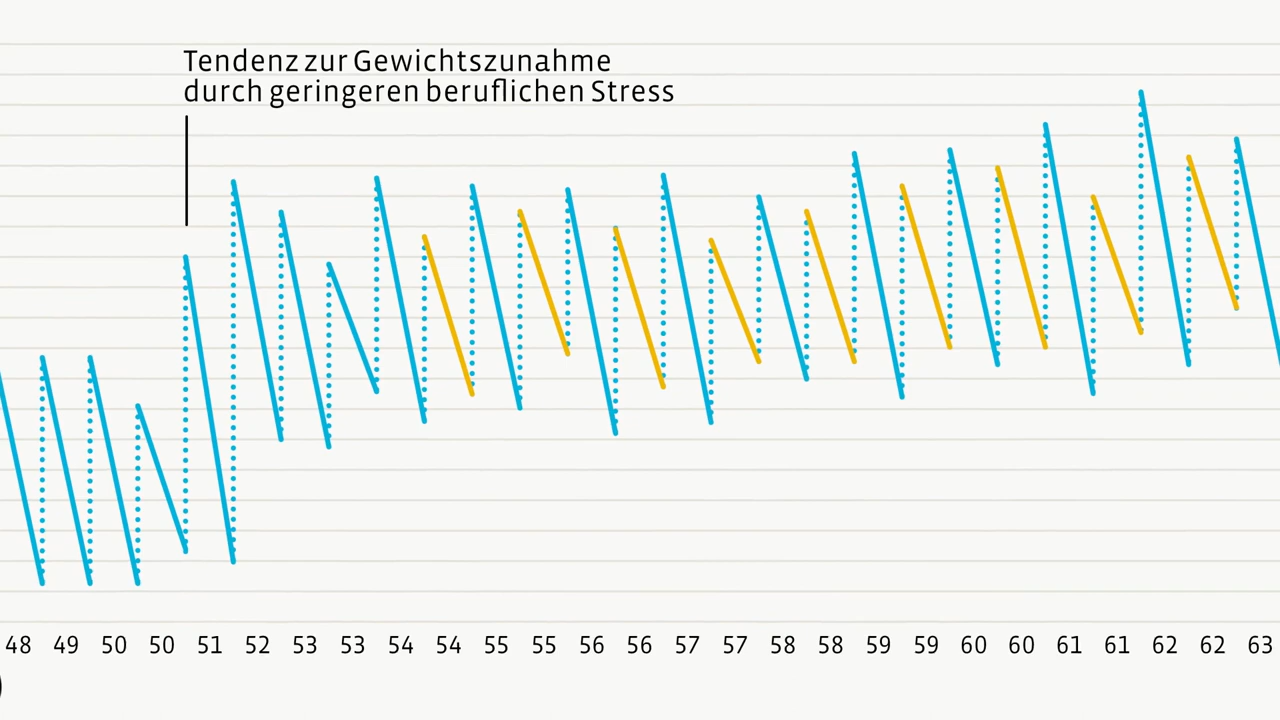 Tendenz zur Gewichtszunahme
durch geringeren beruflichen Stress
48 49 50 50 51 52 53 53 54 54 55 55 56 56 57 57 58 58 59 59 60 60 61 61 62 62 63